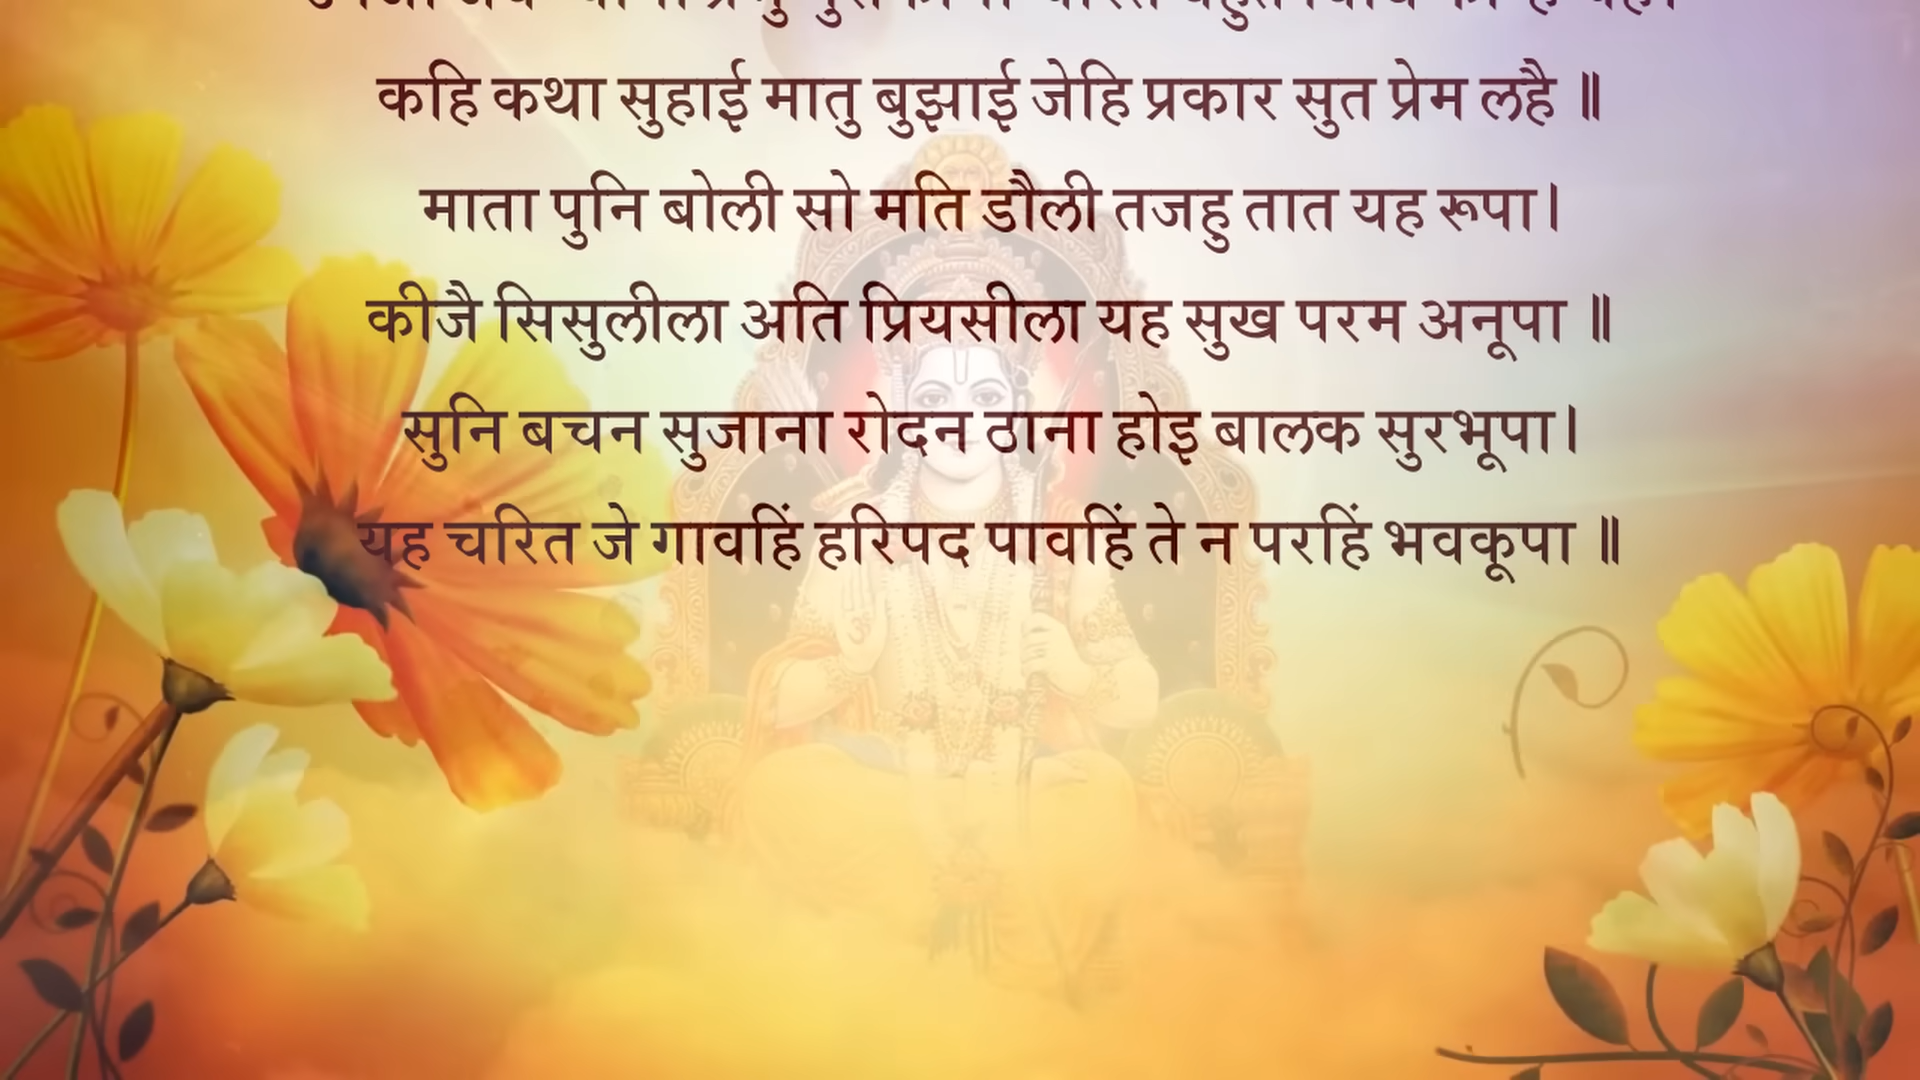 कहि कथा सुहाई मातु बुझाई जेहि प्रकार सुत प्रेम लहै ॥
माता पुनि बोली सो मति डौली तजहु तात यह रूपा।
कीजै सिसुलीला अति प्रियसीला यह सुख परम अनूपा ॥
सुनि बचन सुजाना रोदन ठाना होइ बालक सुरभूपा।
यह चरित जे गावहिं हरिपद पावहिं ते न परहिं भवकूपा ॥